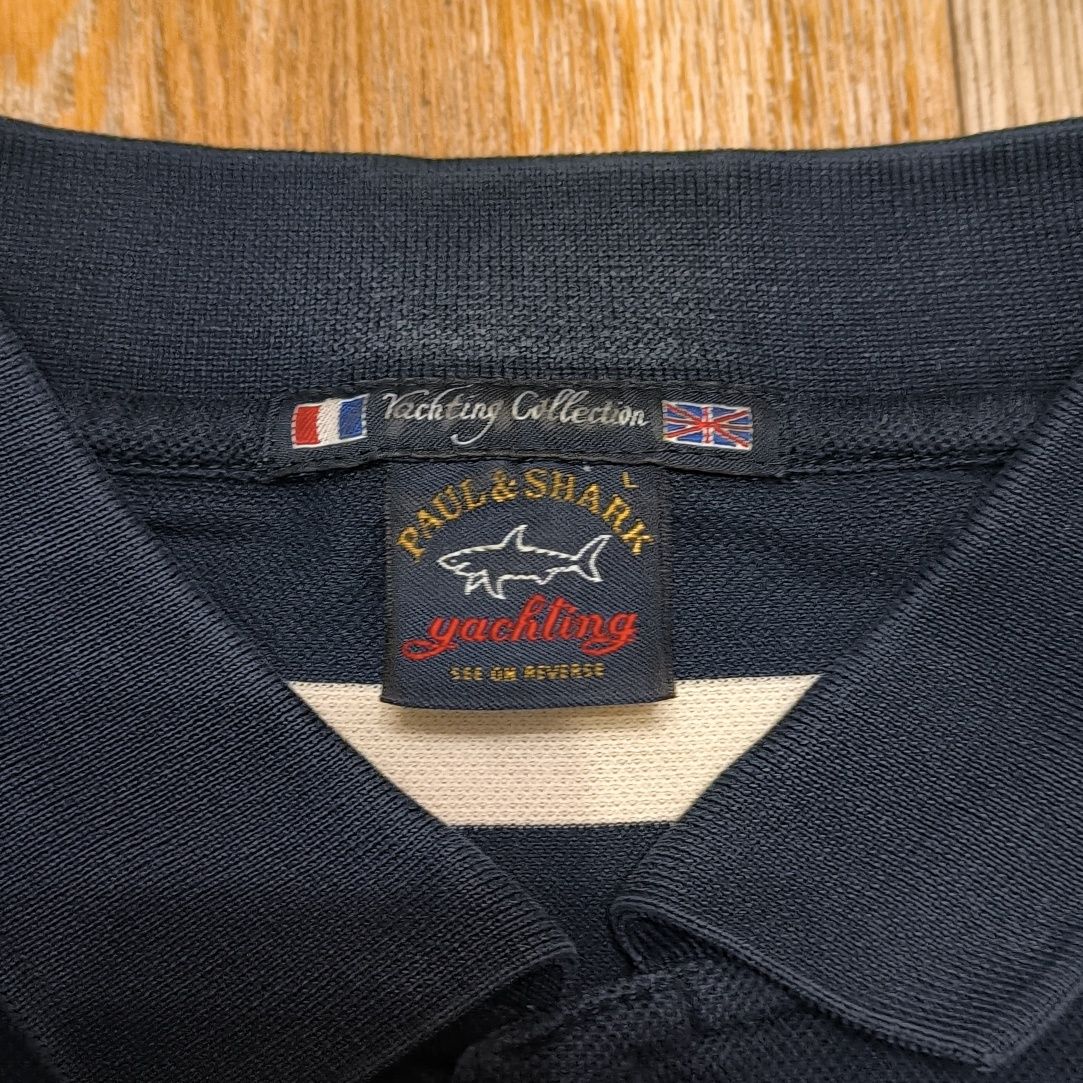 Yachting Collection
L
PAUL & SHARK
yachting
SEE ON REVERSE